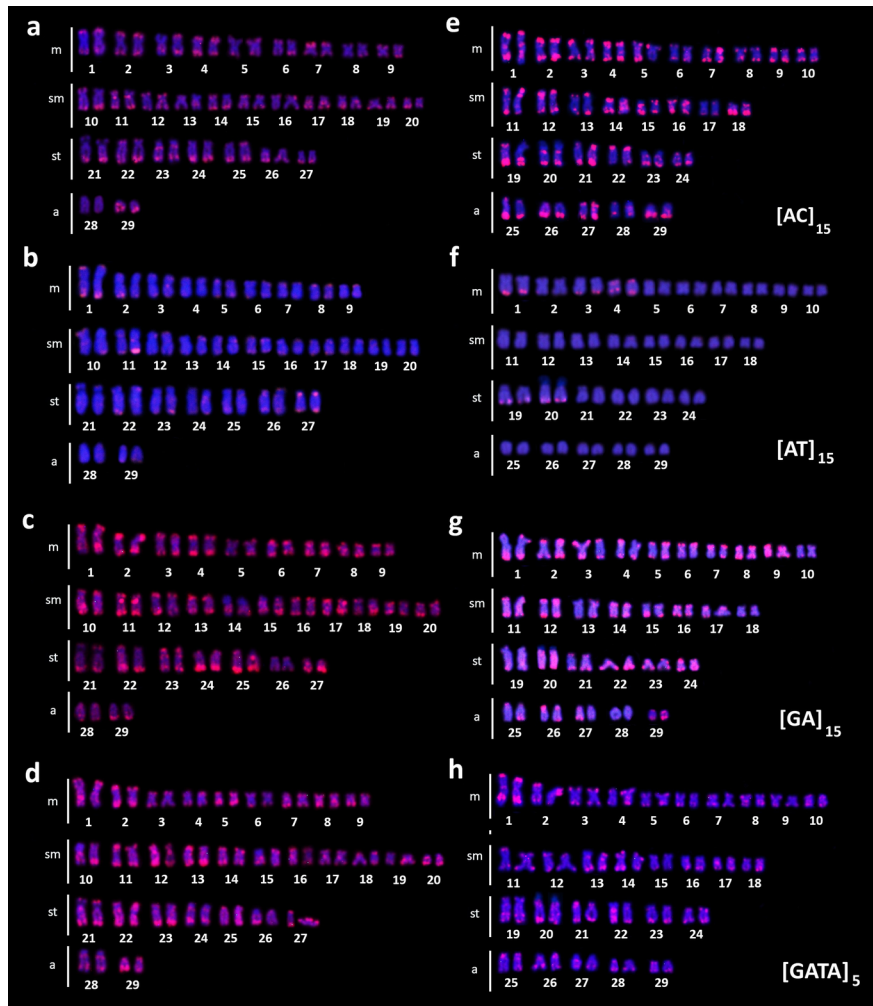 a
m
1 2 3 4 5 6 7 8 9
sm
10 11 12 13 14 15 16 17 18 19 20
st
21 22 23 24 25 26 27
a
28 29
b
m
1 2 3 4 5 6 7 8 9
sm
10 11 12 13 14 15 16 17 18 19 20
st
21 22 23 24 25 26 27
a
28 29
c
m
1 2 3 4 5 6 7 8 9
sm
10 11 12 13 14 15 16 17 18 19 20
st
21 22 23 24 25 26 27
a
28 29
d
m
1 2 3 4 5 6 7 8 9
sm
10 11 12 13 14 15 16 17 18 19 20
st
21 22 23 24 25 26 27
a
28 29
e
m
1 2 3 4 5 6 7 8 9 10
sm
11 12 13 14 15 16 17 18
st
19 20 21 22 23 24
a
25 26 27 28 29
[AC]15
f
m
1 2 3 4 5 6 7 8 9 10
sm
11 12 13 14 15 16 17 18
st
19 20 21 22 23 24
a
25 26 27 28 29
[AT]15
g
m
1 2 3 4 5 6 7 8 9 10
sm
11 12 13 14 15 16 17 18
st
19 20 21 22 23 24
a
25 26 27 28 29
[GA]15
h
m
1 2 3 4 5 6 7 8 9 10
sm
11 12 13 14 15 16 17 18
st
19 20 21 22 23 24
a
25 26 27 28 29
[GATA]5